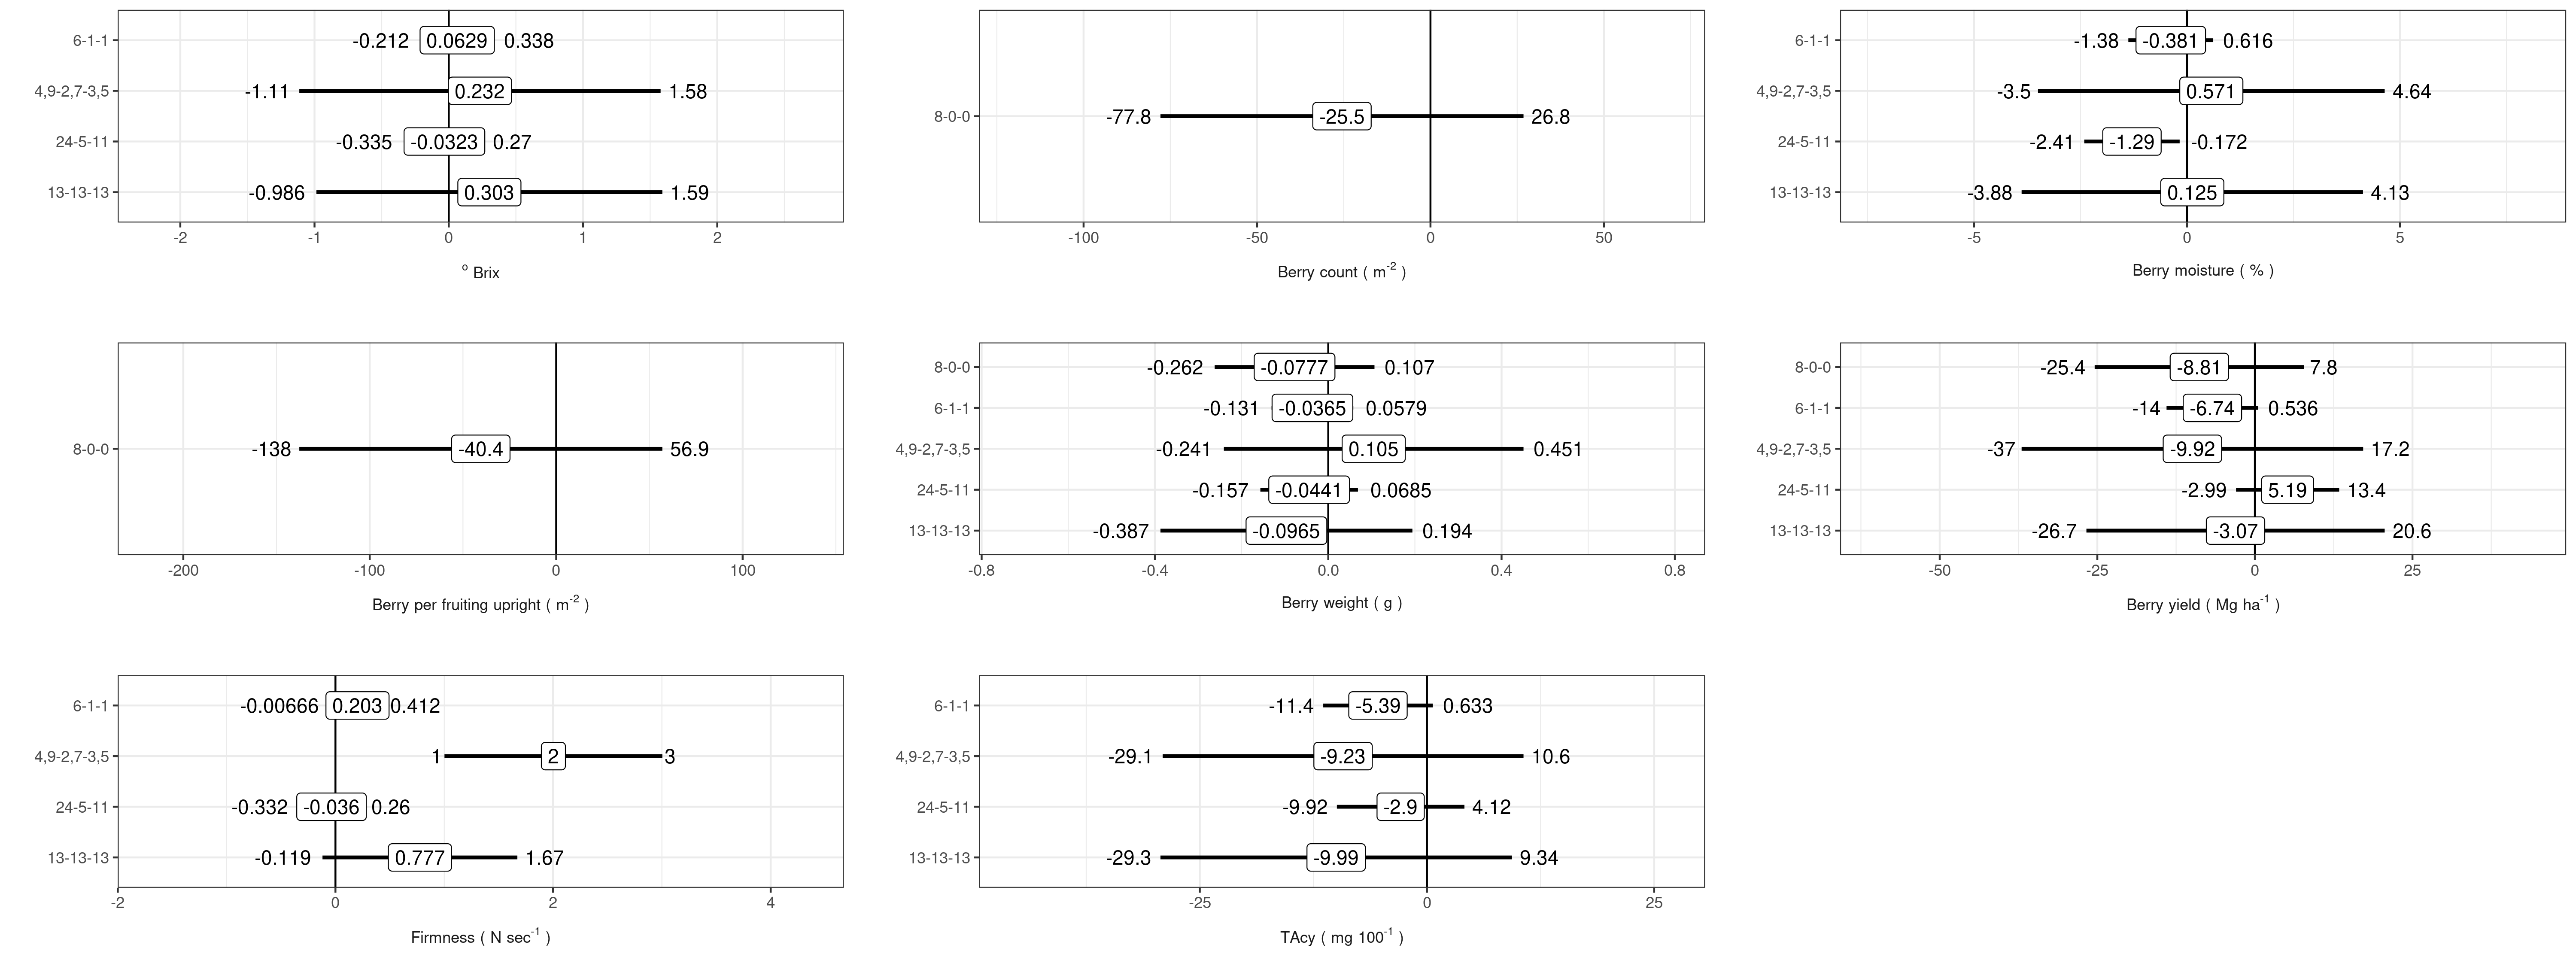 6-1-1 -0.212 0.0629 0.338
4,9-2,7-3,5 -1.11 0.232 1.58
24-5-11 -0.335 -0.0323 0.27
13-13-13 -0.986 0.303 1.59
-2 -1 0 1 2
º Brix
8-0-0 -77.8 -25.5 26.8
-100 -50 0 50
Berry count ( m-2 )
6-1-1 -1.38 -0.381 0.616
4,9-2,7-3,5 -3.5 0.571 4.64
24-5-11 -2.41 -1.29 -0.172
13-13-13 -3.88 0.125 4.13
-5 0 5
Berry moisture ( % )
8-0-0 -138 -40.4 56.9
-200 -100 0 100
Berry per fruiting upright ( m-2 )
8-0-0 -0.262 -0.0777 0.107
6-1-1 -0.131 -0.0365 0.0579
4,9-2,7-3,5 -0.241 0.105 0.451
24-5-11 -0.157 -0.0441 0.0685
13-13-13 -0.387 -0.0965 0.194
-0.8 -0.4 0.0 0.4 0.8
Berry weight ( g )
8-0-0 -25.4 -8.81 7.8
6-1-1 -14 -6.74 0.536
4,9-2,7-3,5 -37 -9.92 17.2
24-5-11 -2.99 5.19 13.4
13-13-13 -26.7 -3.07 20.6
-50 -25 0 25
Berry yield ( Mg ha-1 )
6-1-1 -0.00666 0.203 0.412
4,9-2,7-3,5 1 2 3
24-5-11 -0.332 -0.036 0.26
13-13-13 -0.119 0.777 1.67
-2 0 2 4
Firmness ( N sec-1 )
6-1-1 -11.4 -5.39 0.633
4,9-2,7-3,5 -29.1 -9.23 10.6
24-5-11 -9.92 -2.9 4.12
13-13-13 -29.3 -9.99 9.34
-25 0 25
TAcy ( mg 100-1 )